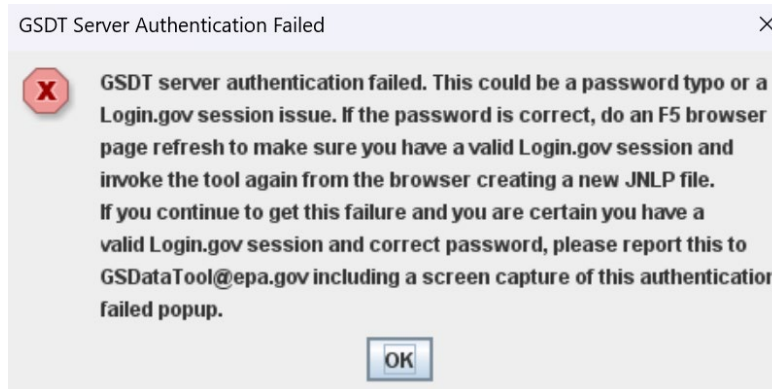 GSDT Server Authentication Failed
GSDT server authentication failed. This could be a password typo or a
Login.gov session issue. If the password is correct, do an F5 browser
page refresh to make sure you have a valid Login.gov session and
invoke the tool again from the browser creating a new JNLP file.
If you continue to get this failure and you are certain you have a
valid Login.gov session and correct password, please report this to
GSDataTool@epa.gov including a screen capture of this authentication
failed popup.
OK